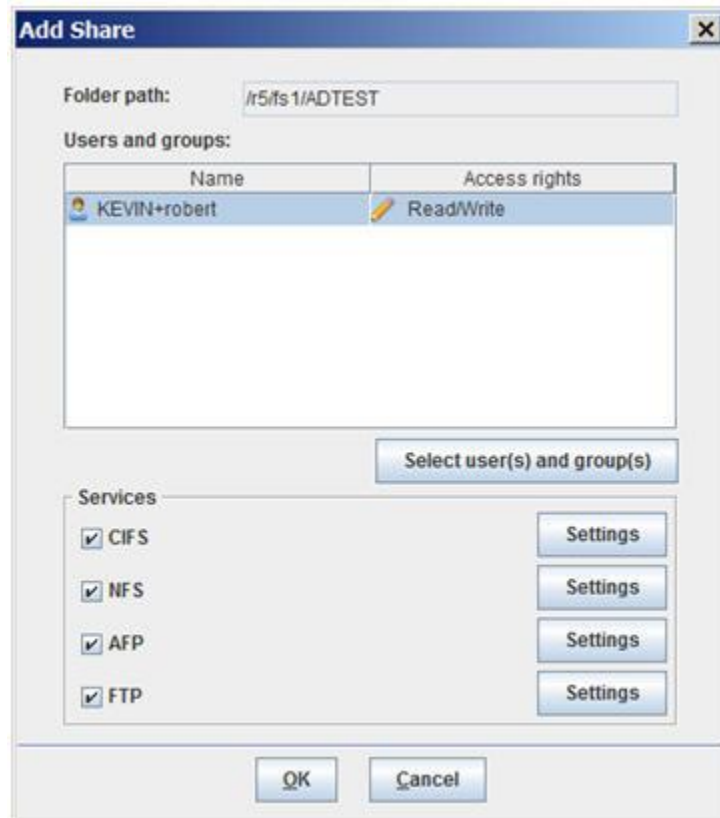 Add Share
Folder path: /r5/fs1/ADTEST
Users and groups:
Name Access rights
KEVIN+robert Read/Write
Select user(s) and group(s)
Services
CIFS Settings
NFS Settings
AFP Settings
FTP Settings
OK Cancel